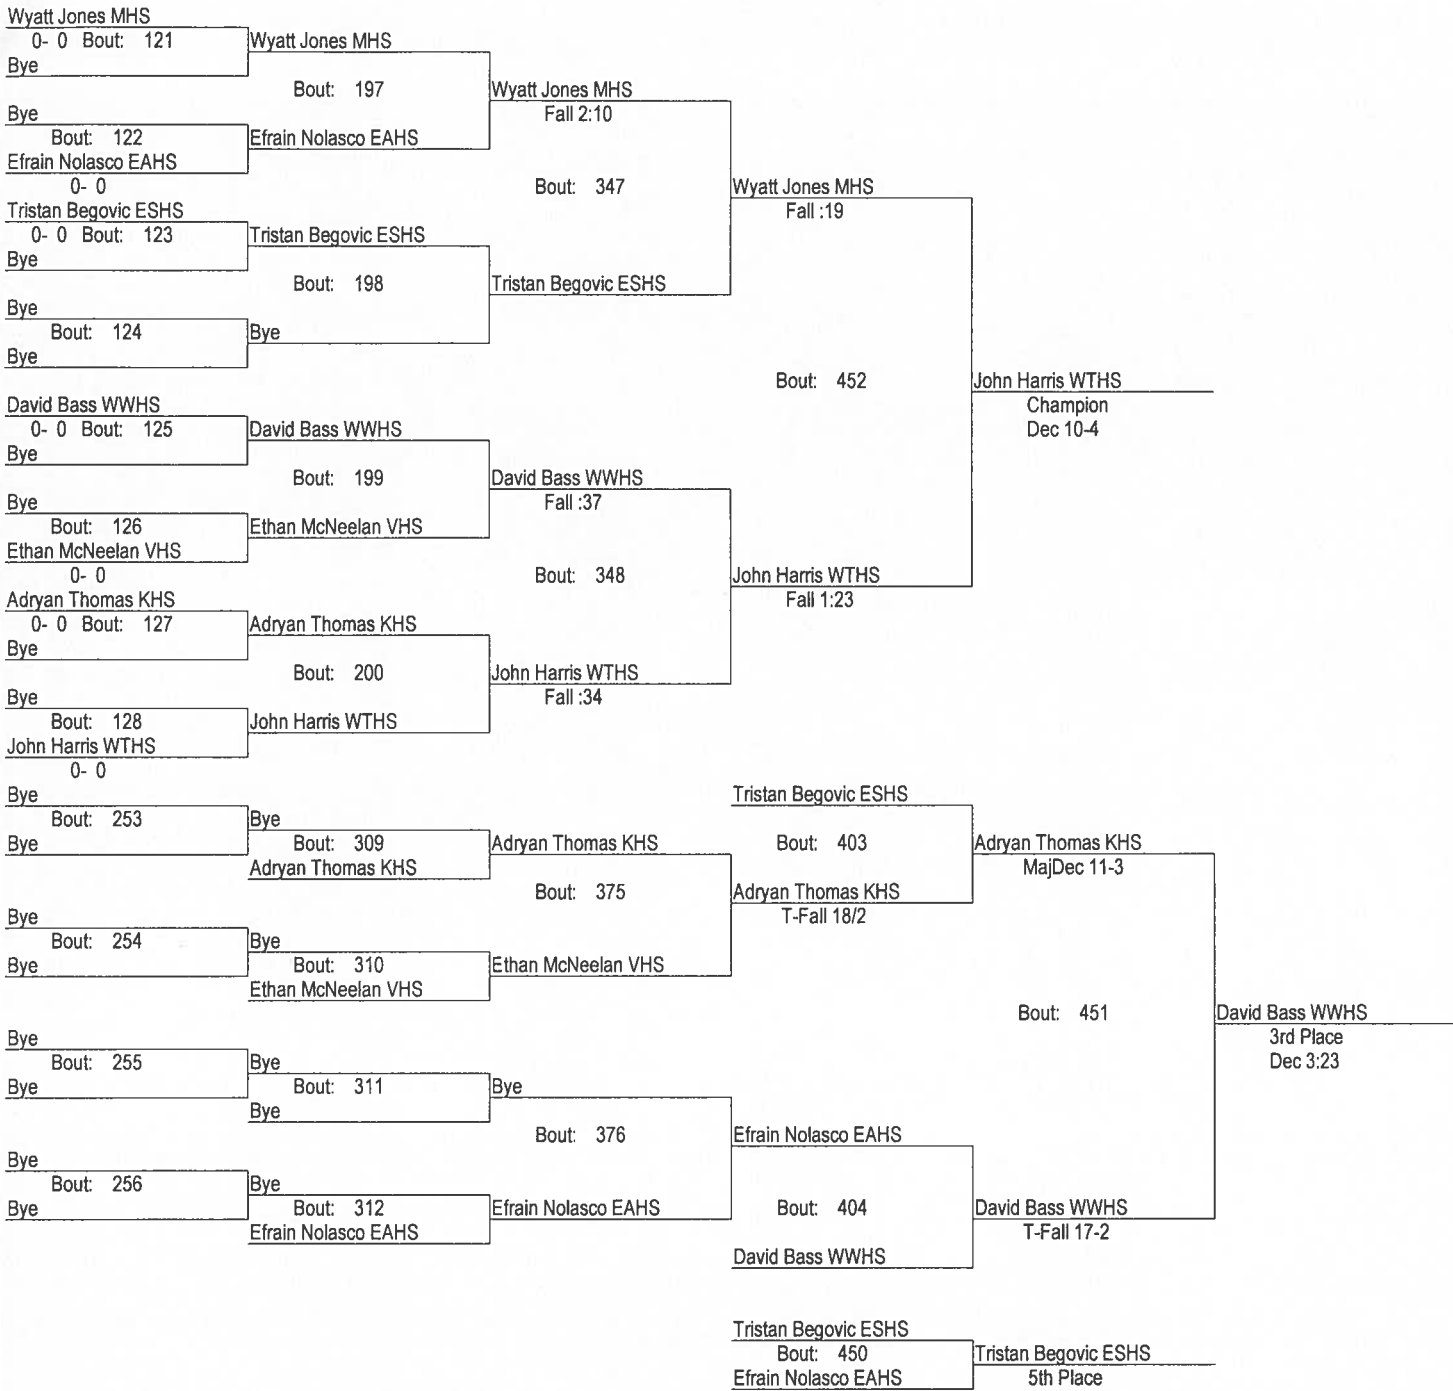 Wyatt Jones MHS
0- 0 Bout: 121
Bye
Wyatt Jones MHS
Bout: 197
Bye
Bout: 122
Efrain Nolasco EAHS
0- 0
Efrain Nolasco EAHS
Wyatt Jones MHS
Fall 2:10
Bout: 347
Tristan Begovic ESHS
0- 0 Bout: 123
Bye
Tristan Begovic ESHS
Bout: 198
Bye
Bout: 124
Bye
Bye
Tristan Begovic ESHS
Wyatt Jones MHS
Fall :19
Bout: 452
David Bass WWHS
0- 0 Bout: 125
Bye
David Bass WWHS
Bout: 199
Bye
Bout: 126
Ethan McNeelan VHS
0- 0
Ethan McNeelan VHS
David Bass WWHS
Fall :37
Bout: 348
Adryan Thomas KHS
0- 0 Bout: 127
Bye
Adryan Thomas KHS
Bout: 200
Bye
Bout: 128
John Harris WTHS
0- 0
John Harris WTHS
John Harris WTHS
Fall :34
John Harris WTHS
Fall 1:23
John Harris WTHS
Champion
Dec 10-4
Bye
Bout: 253
Bye
Bye
Bout: 309
Adryan Thomas KHS
Adryan Thomas KHS
Bout: 375
Bye
Bout: 254
Bye
Bye
Bout: 310
Ethan McNeelan VHS
Ethan McNeelan VHS
Tristan Begovic ESHS
Bout: 403
Adryan Thomas KHS
T-Fall 18/2
Adryan Thomas KHS
MajDec 11-3
Bout: 451
Bye
Bout: 255
Bye
Bye
Bout: 311
Bye
Bye
Bout: 376
Bye
Bout: 256
Bye
Bye
Bout: 312
Efrain Nolasco EAHS
Efrain Nolasco EAHS
Efrain Nolasco EAHS
Bout: 404
David Bass WWHS
David Bass WWHS
T-Fall 17-2
David Bass WWHS
3rd Place
Dec 3:23
Tristan Begovic ESHS
Bout: 450
Efrain Nolasco EAHS
Tristan Begovic ESHS
5th Place